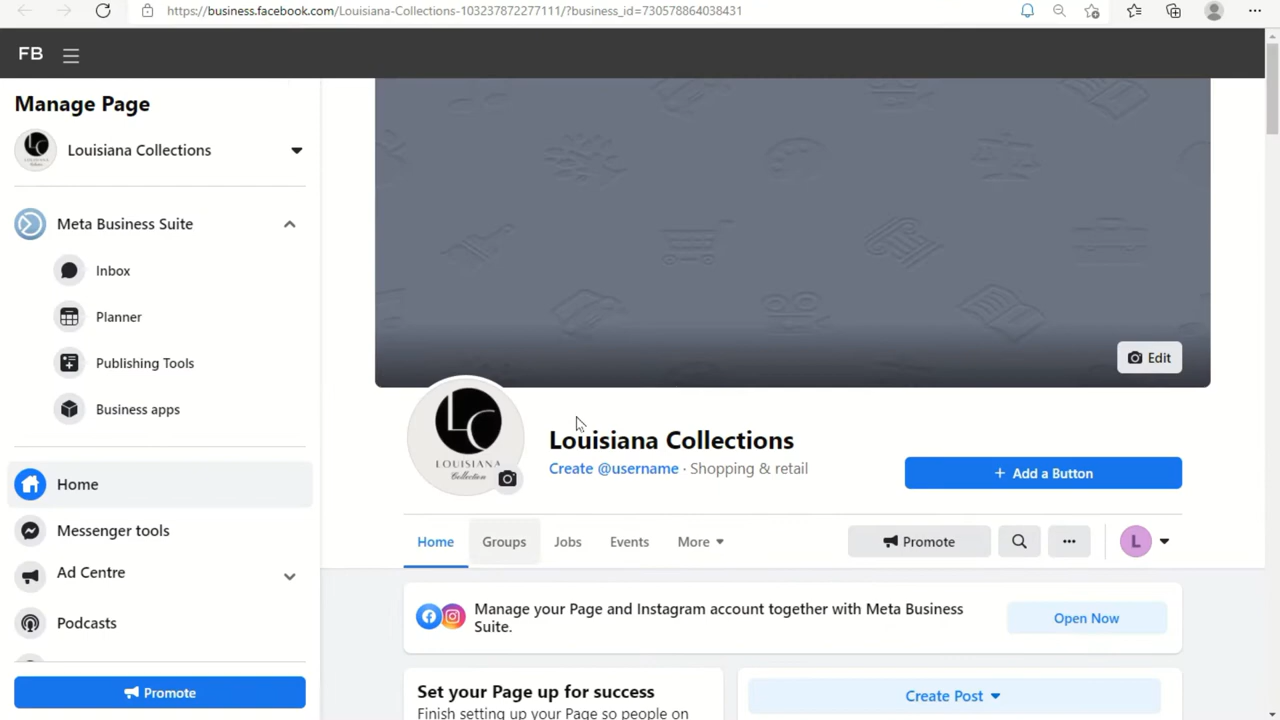 https://business.facebook.com/Louisiana-Collections-103237872277111/?business_id=730578864038431
FB
Manage Page
Louisiana Collections
Meta Business Suite
Inbox
Planner
Publishing Tools
Business apps
Home
Messenger tools
Ad Centre
Podcasts
Promote
Edit
LC
LOUISIANA
Collection
Louisiana Collections
Create @username · Shopping & retail
+ Add a Button
Home Groups Jobs Events More
Promote
L
Manage your Page and Instagram account together with Meta Business
Suite.
Open Now
Set your Page up for success
Finish setting up your Page so people on
Create Post